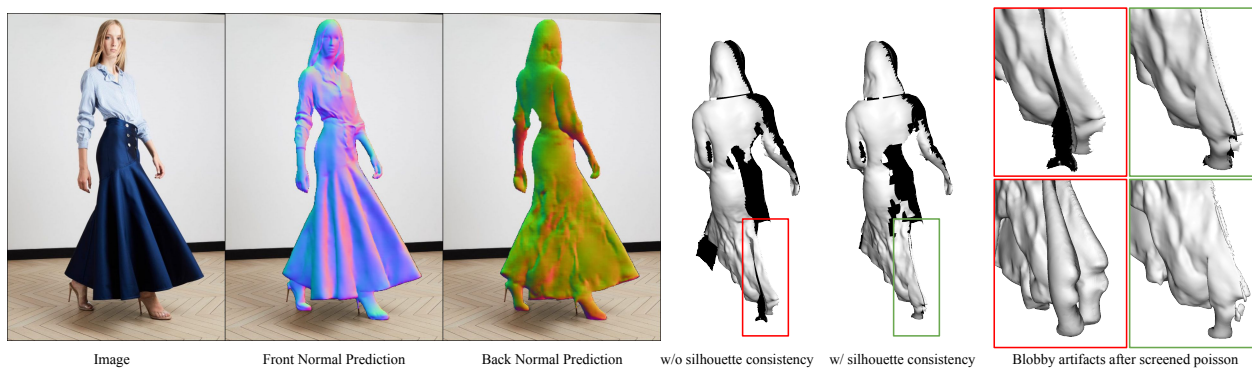 Image
Front Normal Prediction
Back Normal Prediction
w/o silhouette consistency
w/ silhouette consistency
Blobby artifacts after screened poisson